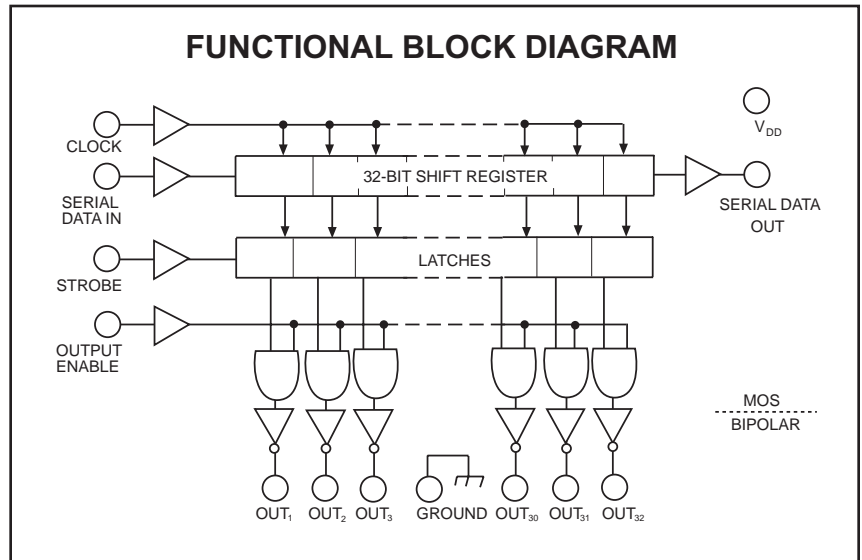 FUNCTIONAL BLOCK DIAGRAM
CLOCK
V_DD
SERIAL
DATA IN
32-BIT SHIFT REGISTER
SERIAL DATA
OUT
STROBE
LATCHES
OUTPUT
ENABLE
MOS
BIPOLAR
OUT₁ OUT₂ OUT₃ GROUND OUT₃₀ OUT₃₁ OUT₃₂